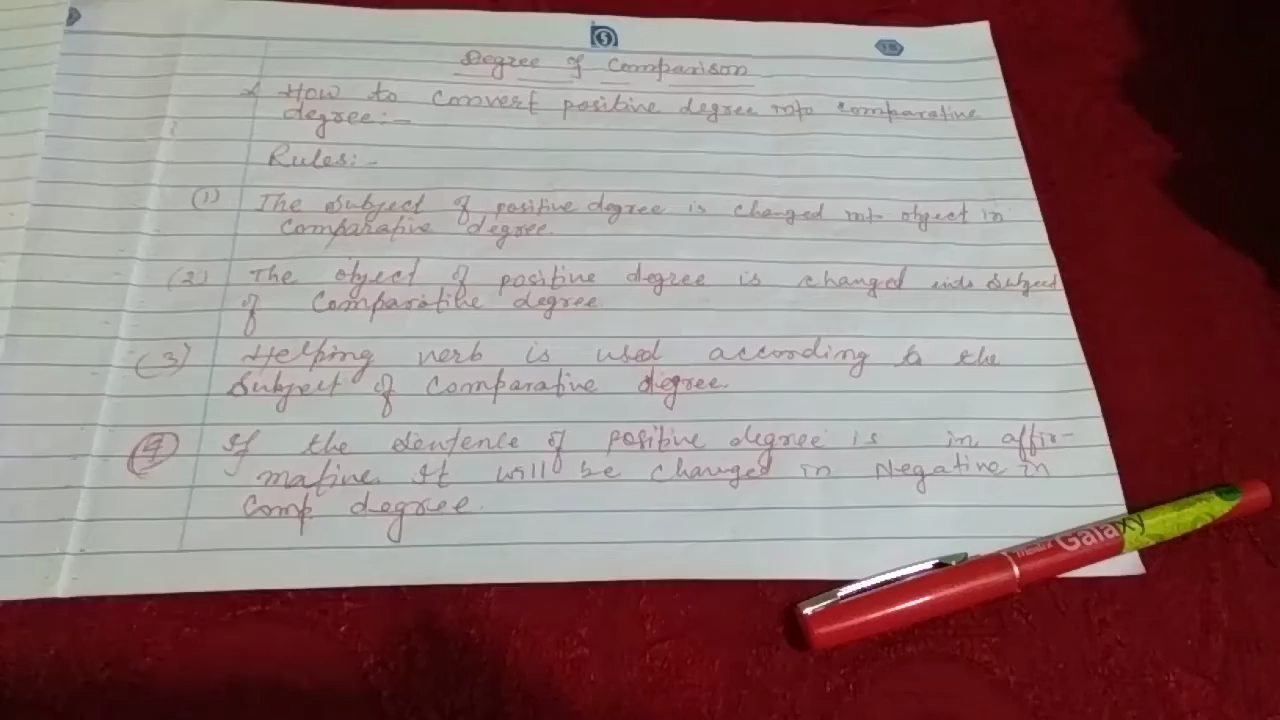 Degree of Comparison
How to convert positive degree into comparative
degree:-
Rules:-
(1) The subject of positive degree is changed into object in
Comparative degree.
(2) The object of positive degree is changed into subject
of Comparative degree.
(3) Helping verb is used according to the
Subject of comparative degree.
(4) If the sentence of positive degree is in affir-
mative. It will be changed in Negative in
Comp. degree.
Galaxy